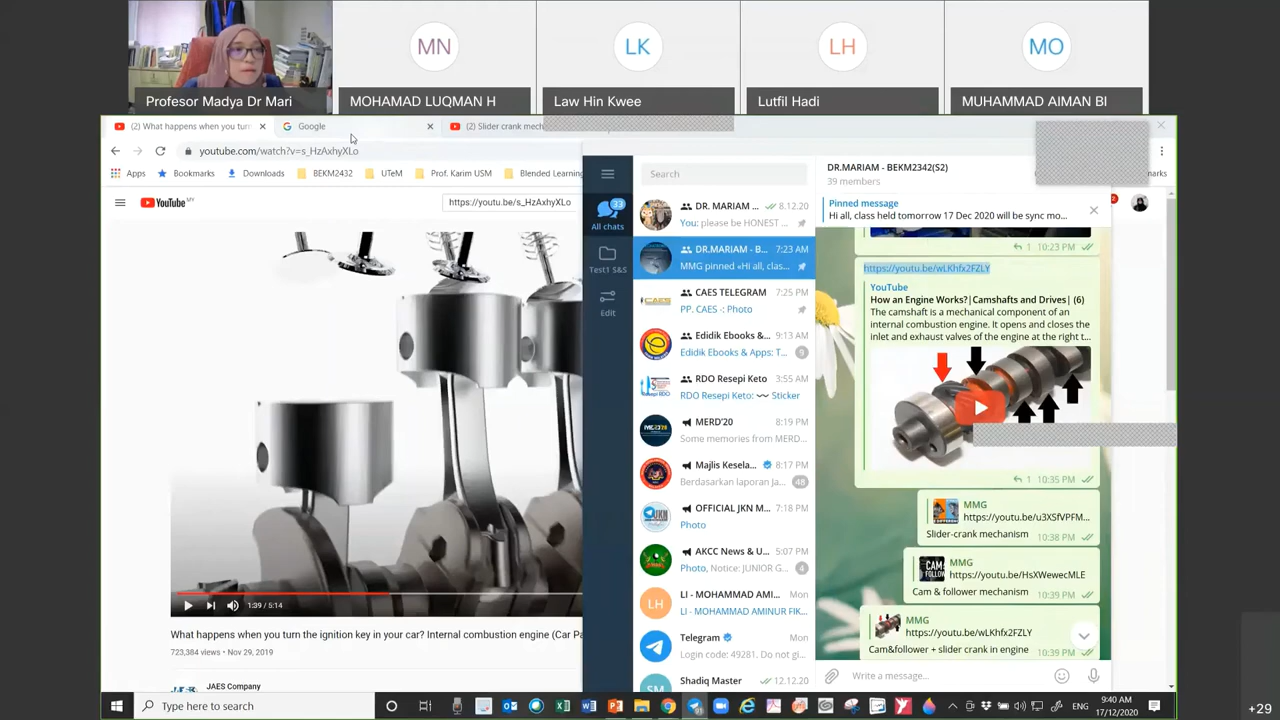 Profesor Madya Dr Mari
MN
MOHAMAD LUQMAN H
LK
Law Hin Kwee
LH
Lutfil Hadi
MO
MUHAMMAD AIMAN BI
(2) What happens when you turn
Google
(2) Slider crank mech
youtube.com/watch?v=s_HzAxhyXLo
Apps
Bookmarks
Downloads
BEKM2432
UTeM
Prof. Karim USM
Blended Learning
YouTube
MY
https://youtu.be/s_HzAxhyXLo
1:39 / 5:14
What happens when you turn the ignition key in your car? Internal combustion engine (Car Pa
723,384 views • Nov 29, 2019
JAES Company
33
All chats
Test1 S&S
Edit
Search
DR. MARIAM ...
8.12.20
You: please be HONEST ...
DR.MARIAM - B...
7:23 AM
MMG pinned «Hi all, clas...
CAES TELEGRAM
7:25 PM
PP. CAES -: Photo
Edidik Ebooks &...
9:13 AM
Edidik Ebooks & Apps: T...
9
RDO Resepi Keto
3:55 AM
RDO Resepi Keto: Sticker
MERD'20
8:19 PM
Some memories from MERD...
Majlis Kesela...
8:17 PM
Berdasarkan laporan Ja...
48
OFFICIAL JKN M...
7:18 PM
Photo
AKCC News & U...
5:07 PM
Photo, Notice: JUNIOR G...
4
LH
LI - MOHAMMAD AMI...
Mon
LI - MOHAMMAD AMINUR FIK...
Telegram
Mon
Login code: 49281. Do not gi...
SM
Shadiq Master
12.12.20
DR.MARIAM - BEKM2342(S2)
39 members
Pinned message
Hi all, class held tomorrow 17 Dec 2020 will be sync mo...
1 10:23 PM
https://youtu.be/wLKhfx2FZLY
YouTube
How an Engine Works?|Camshafts and Drives| (6)
The camshaft is a mechanical component of an
internal combustion engine. It opens and closes the
inlet and exhaust valves of the engine at the right t...
1 10:35 PM
MMG
https://youtu.be/u3XSfVPFM...
Slider-crank mechanism
10:38 PM
MMG
https://youtu.be/HsXWewecMLE
Cam & follower mechanism
10:39 PM
MMG
https://youtu.be/wLKhfx2FZLY
Cam&follower + slider crank in engine
10:39 PM
Write a message...
Type here to search
ENG
9:40 AM
17/12/2020
+29